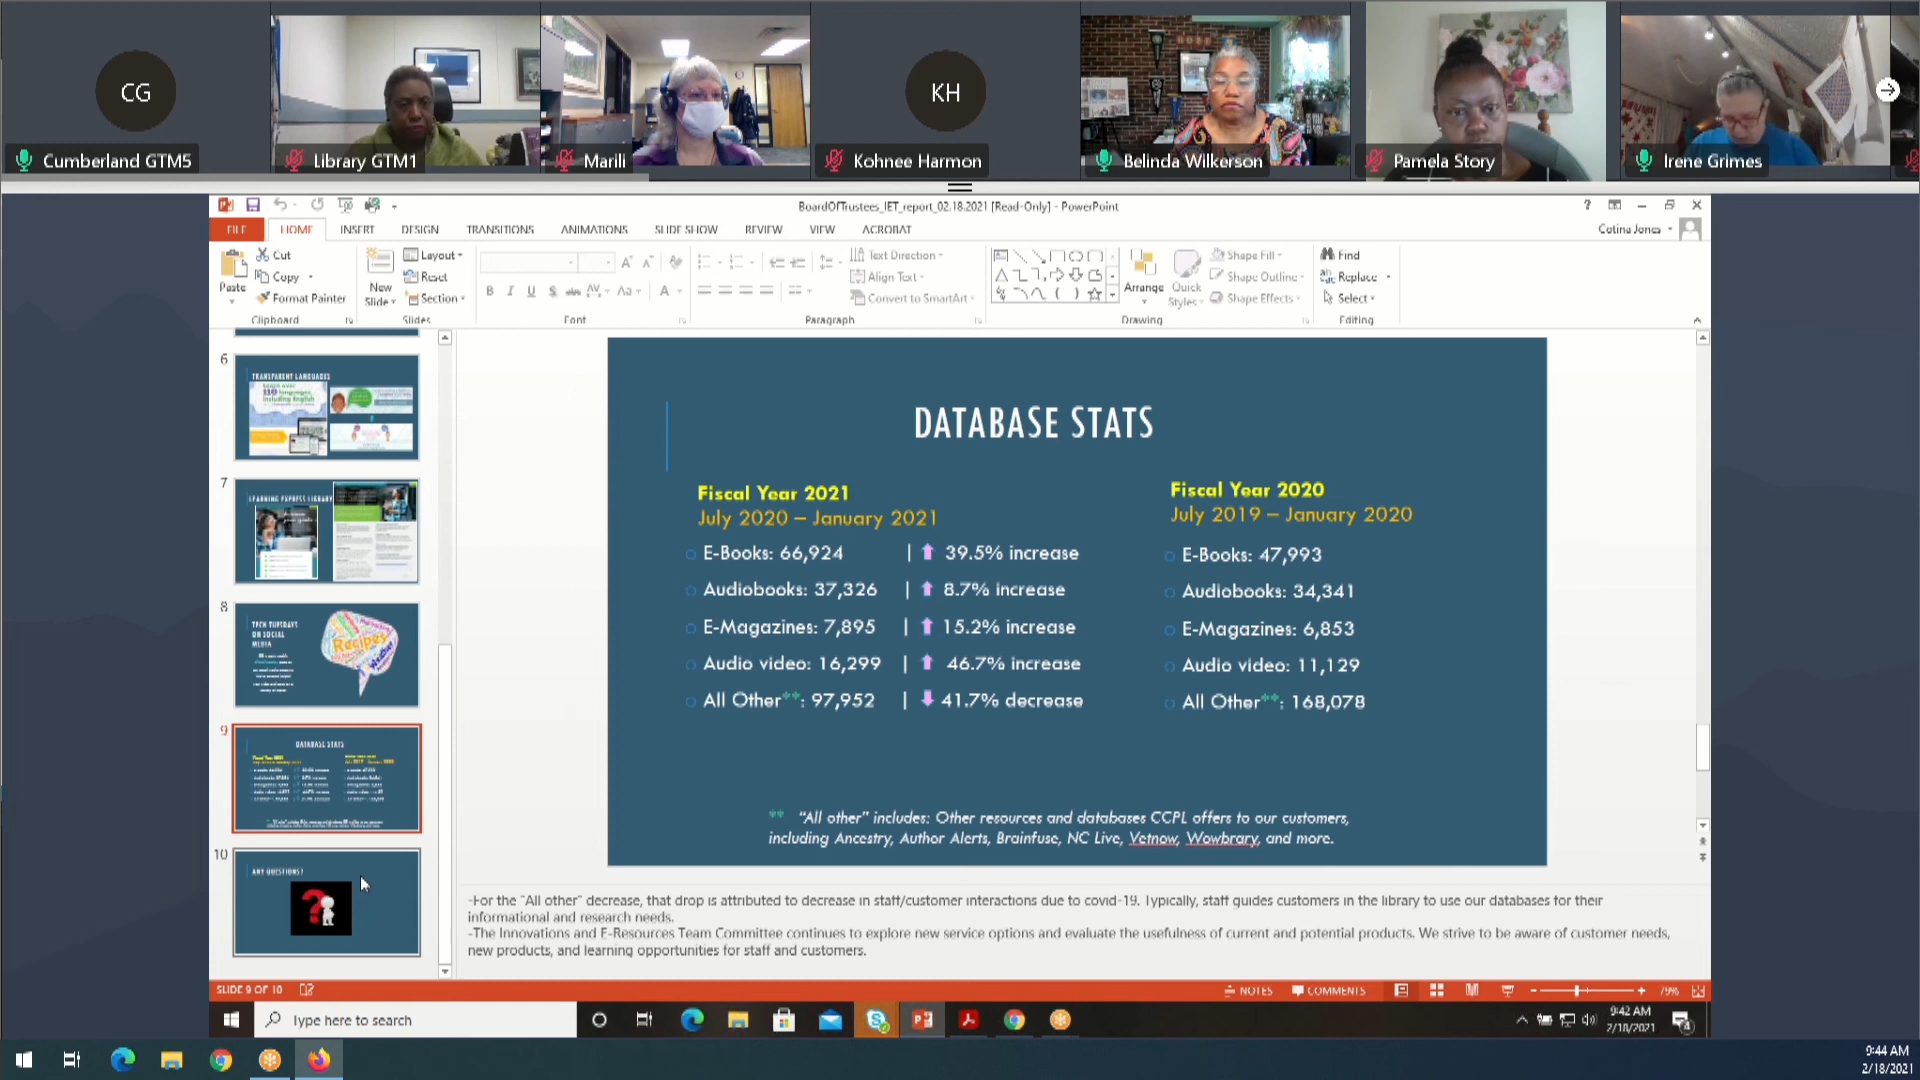 CG
KH
Cumberland GTM5
Library GTM1
Marili
Kohnee Harmon
Belinda Wilkerson
Pamela Story
Irene Grimes
BoardOfTrustees_IET_report_02.18.2021 [Read-Only] - PowerPoint
FILE HOME INSERT DESIGN TRANSITIONS ANIMATIONS SLIDE SHOW REVIEW VIEW ACROBAT
Cotina Jones
Paste
Cut
Copy
Format Painter
Clipboard
New Slide
Layout
Reset
Section
Slides
Font
Text Direction
Align Text
Convert to SmartArt
Paragraph
Arrange
Quick Styles
Shape Fill
Shape Outline
Shape Effects
Drawing
Find
Replace
Select
Editing
6
TRANSPARENT LANGUAGES
7
LEARNING EXPRESS LIBRARY
8
TECH TUESDAYS
ON SOCIAL
MEDIA
Recipes
9
DATABASE STATS
10
ANY QUESTIONS?
DATABASE STATS
Fiscal Year 2021
July 2020 – January 2021
E-Books: 66,924 | 39.5% increase
Audiobooks: 37,326 | 8.7% increase
E-Magazines: 7,895 | 15.2% increase
Audio video: 16,299 | 46.7% increase
All Other**: 97,952 | 41.7% decrease
Fiscal Year 2020
July 2019 – January 2020
E-Books: 47,993
Audiobooks: 34,341
E-Magazines: 6,853
Audio video: 11,129
All Other**: 168,078
** “All other” includes: Other resources and databases CCPL offers to our customers,
including Ancestry, Author Alerts, Brainfuse, NC Live, Vetnow, Wowbrary, and more.
-For the "All other" decrease, that drop is attributed to decrease in staff/customer interactions due to covid-19. Typically, staff guides customers in the library to use our databases for their
informational and research needs.
-The Innovations and E-Resources Team Committee continues to explore new service options and evaluate the usefulness of current and potential products. We strive to be aware of customer needs,
new products, and learning opportunities for staff and customers.
SLIDE 9 OF 10
NOTES
COMMENTS
79%
Type here to search
9:42 AM
2/18/2021
4
9:44 AM
2/18/2021